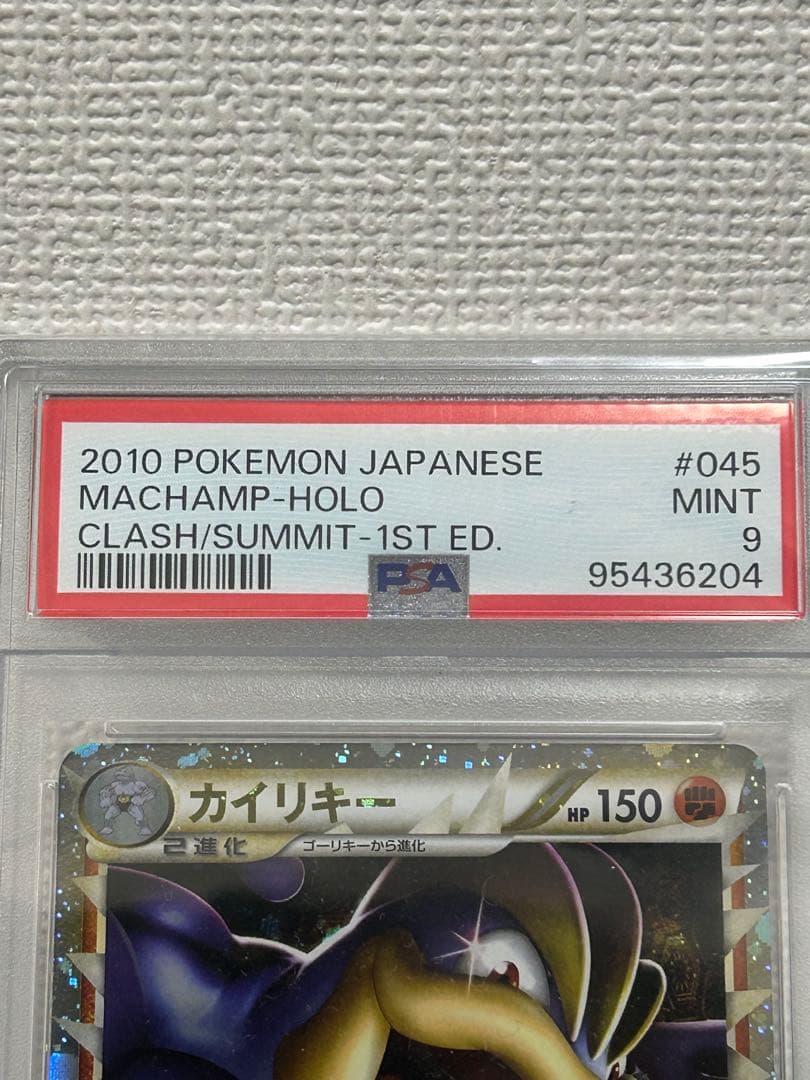 2010 POKEMON JAPANESE #045
MACHAMP-HOLO MINT
CLASH/SUMMIT-1ST ED. 9
PSA 95436204
カイリキー HP 150
2進化 ゴーリキーから進化